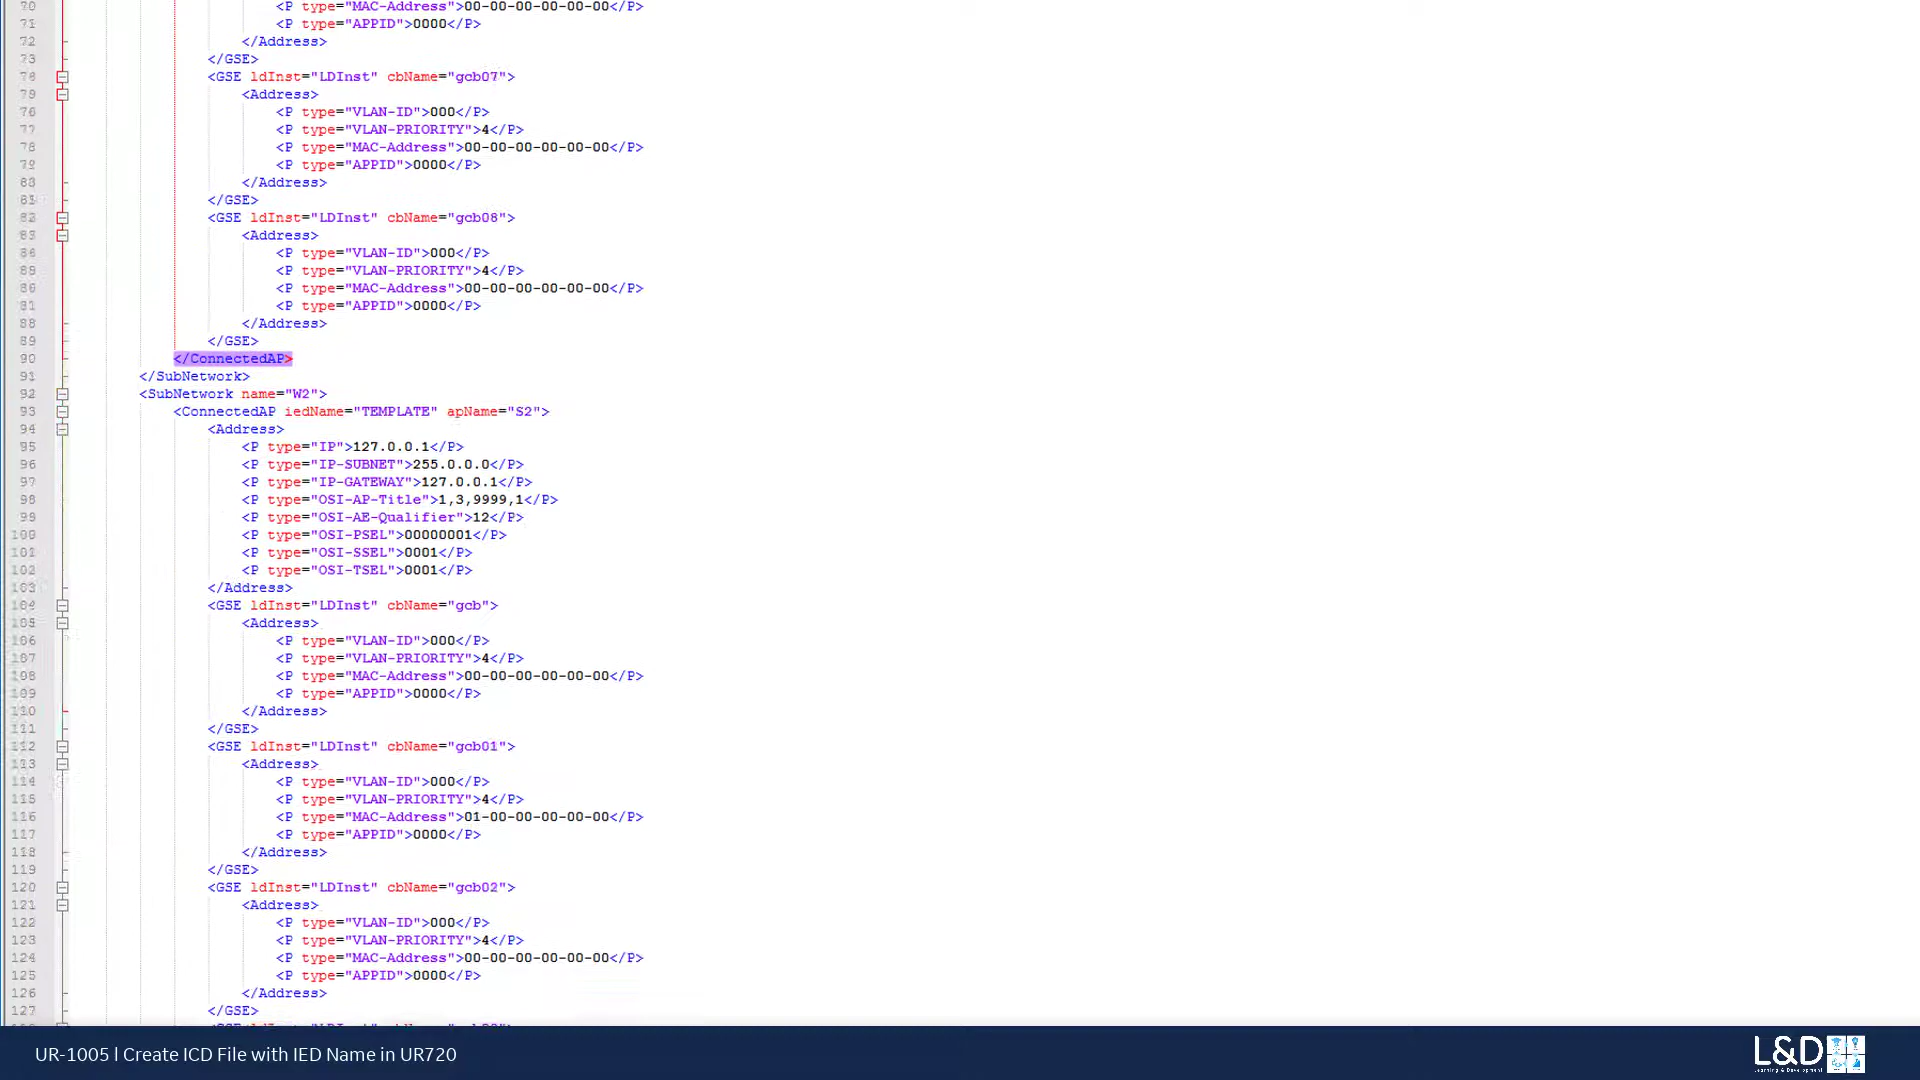 70 <P type="MAC-Address">00-00-00-00-00-00</P>
71 <P type="APPID">0000</P>
72 </Address>
73 </GSE>
<GSE ldInst="LDInst" cbName="gcb07">
<Address>
76 <P type="VLAN-ID">000</P>
77 <P type="VLAN-PRIORITY">4</P>
78 <P type="MAC-Address">00-00-00-00-00-00</P>
79 <P type="APPID">0000</P>
</Address>
</GSE>
<GSE ldInst="LDInst" cbName="gcb08">
<Address>
<P type="VLAN-ID">000</P>
<P type="VLAN-PRIORITY">4</P>
<P type="MAC-Address">00-00-00-00-00-00</P>
<P type="APPID">0000</P>
88 </Address>
89 </GSE>
90 </ConnectedAP>
91 </SubNetwork>
92 <SubNetwork name="W2">
93 <ConnectedAP iedName="TEMPLATE" apName="S2">
94 <Address>
95 <P type="IP">127.0.0.1</P>
96 <P type="IP-SUBNET">255.0.0.0</P>
97 <P type="IP-GATEWAY">127.0.0.1</P>
98 <P type="OSI-AP-Title">1,3,9999,1</P>
99 <P type="OSI-AE-Qualifier">12</P>
100 <P type="OSI-PSEL">00000001</P>
101 <P type="OSI-SSEL">0001</P>
102 <P type="OSI-TSEL">0001</P>
103 </Address>
104 <GSE ldInst="LDInst" cbName="gcb">
105 <Address>
106 <P type="VLAN-ID">000</P>
107 <P type="VLAN-PRIORITY">4</P>
108 <P type="MAC-Address">00-00-00-00-00-00</P>
109 <P type="APPID">0000</P>
110 </Address>
111 </GSE>
112 <GSE ldInst="LDInst" cbName="gcb01">
113 <Address>
114 <P type="VLAN-ID">000</P>
115 <P type="VLAN-PRIORITY">4</P>
116 <P type="MAC-Address">01-00-00-00-00-00</P>
117 <P type="APPID">0000</P>
118 </Address>
119 </GSE>
120 <GSE ldInst="LDInst" cbName="gcb02">
121 <Address>
122 <P type="VLAN-ID">000</P>
123 <P type="VLAN-PRIORITY">4</P>
124 <P type="MAC-Address">00-00-00-00-00-00</P>
125 <P type="APPID">0000</P>
126 </Address>
127 </GSE>
UR-1005 l Create ICD File with IED Name in UR720
L&D
Learning & Development